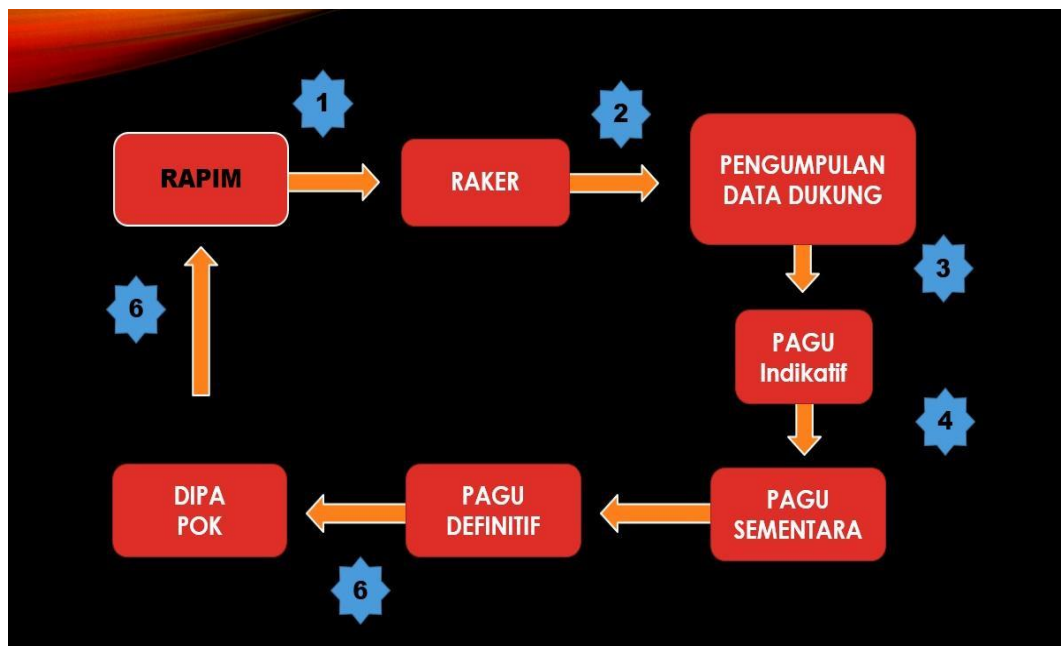 1
2
RAPIM
RAKER
PENGUMPULAN
DATA DUKUNG
3
6
PAGU
Indikatif
4
DIPA
POK
PAGU
DEFINITIF
PAGU
SEMENTARA
6